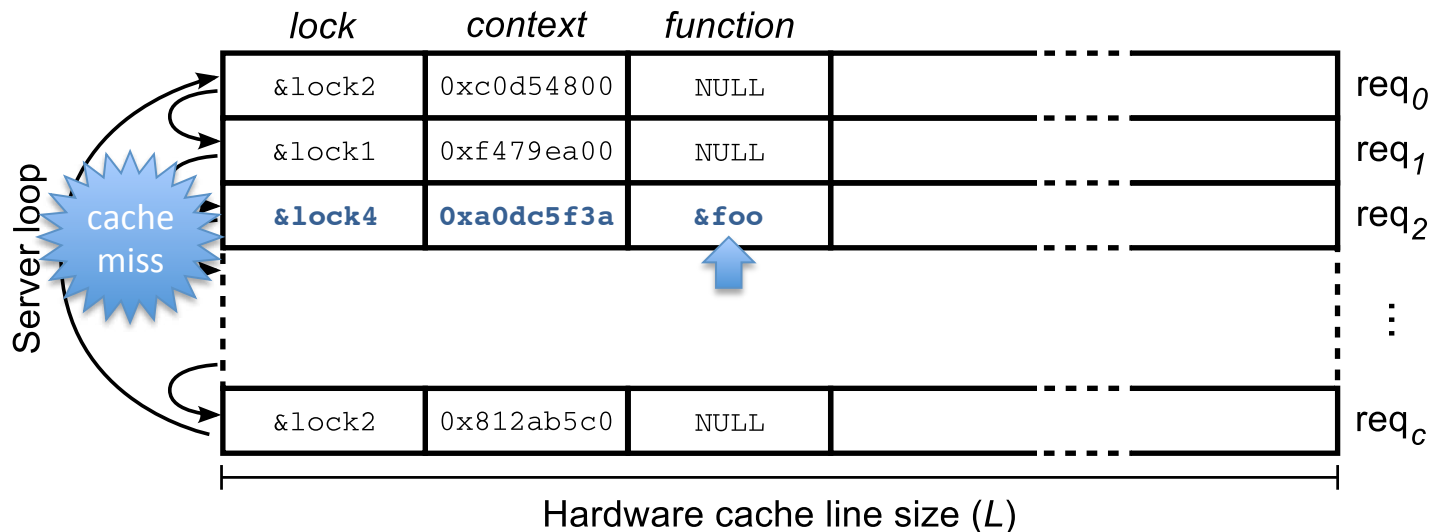 lock context function
&lock2 0xc0d54800 NULL req0
&lock1 0xf479ea00 NULL req1
&lock4 0xa0dc5f3a &foo req2
...
&lock2 0x812ab5c0 NULL reqc
Server loop
cache
miss
Hardware cache line size (L)